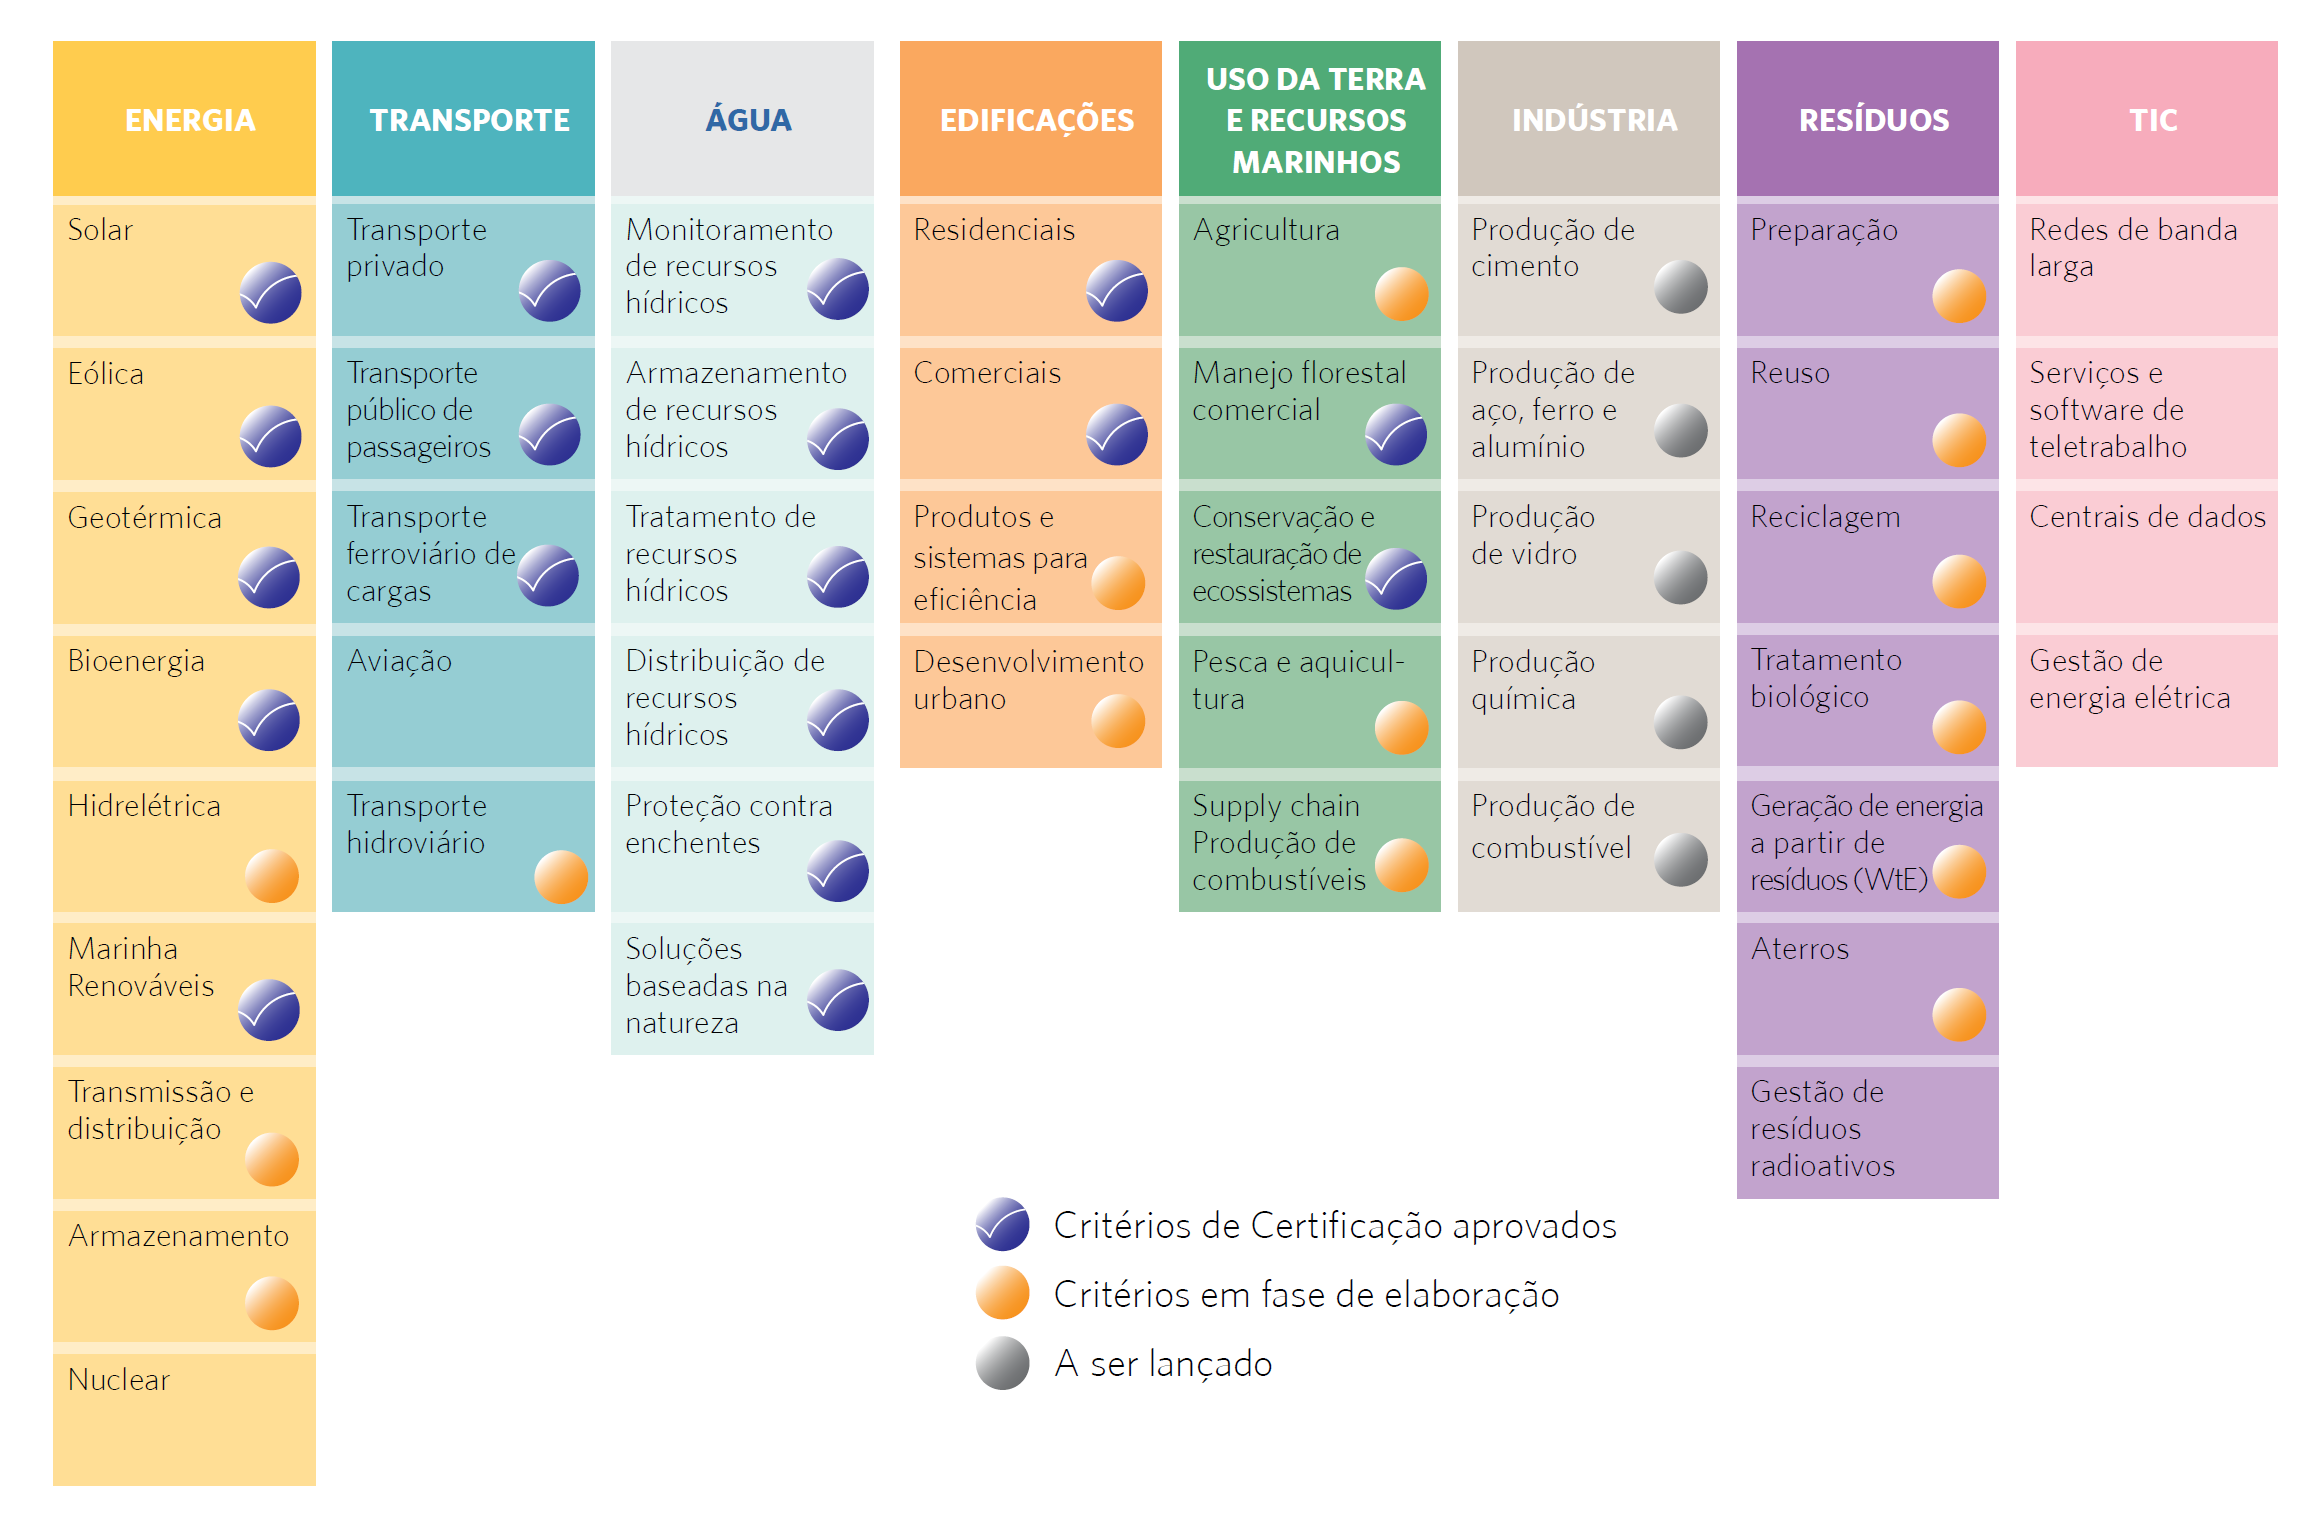 ENERGIA
Solar
Eólica
Geotérmica
Bioenergia
Hidrelétrica
Marinha
Renováveis
Transmissão e
distribuição
Armazenamento
Nuclear
TRANSPORTE
Transporte
privado
Transporte
público de
passageiros
Transporte
ferroviário de
cargas
Aviação
Transporte
hidroviário
ÁGUA
Monitoramento
de recursos
hídricos
Armazenamento
de recursos
hídricos
Tratamento de
recursos
hídricos
Distribuição de
recursos
hídricos
Proteção contra
enchentes
Soluções
baseadas na
natureza
EDIFICAÇÕES
Residenciais
Comerciais
Produtos e
sistemas para
eficiência
Desenvolvimento
urbano
USO DA TERRA
E RECURSOS
MARINHOS
Agricultura
Manejo florestal
comercial
Conservação e
restauração de
ecossistemas
Pesca e aquicul-
tura
Supply chain
Produção de
combustíveis
INDÚSTRIA
Produção de
cimento
Produção de
aço, ferro e
alumínio
Produção
de vidro
Produção
química
Produção de
combustível
RESÍDUOS
Preparação
Reuso
Reciclagem
Tratamento
biológico
Geração de energia
a partir de
resíduos (WtE)
Aterros
Gestão de
resíduos
radioativos
TIC
Redes de banda
larga
Serviços e
software de
teletrabalho
Centrais de dados
Gestão de
energia elétrica
Critérios de Certificação aprovados
Critérios em fase de elaboração
A ser lançado